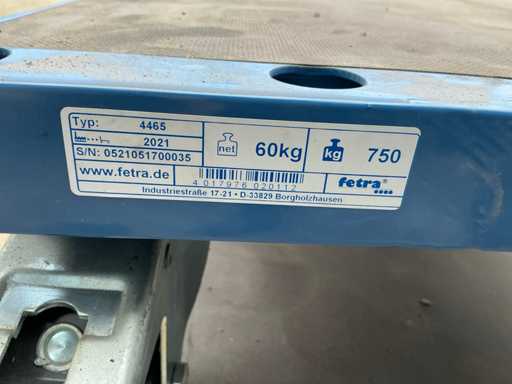 Typ: 4465
2021
S/N: 0521051700035
www.fetra.de
net 60kg
kg 750
4 017976 020112
fetra
Industriestraße 17-21 • D-33829 Borgholzhausen